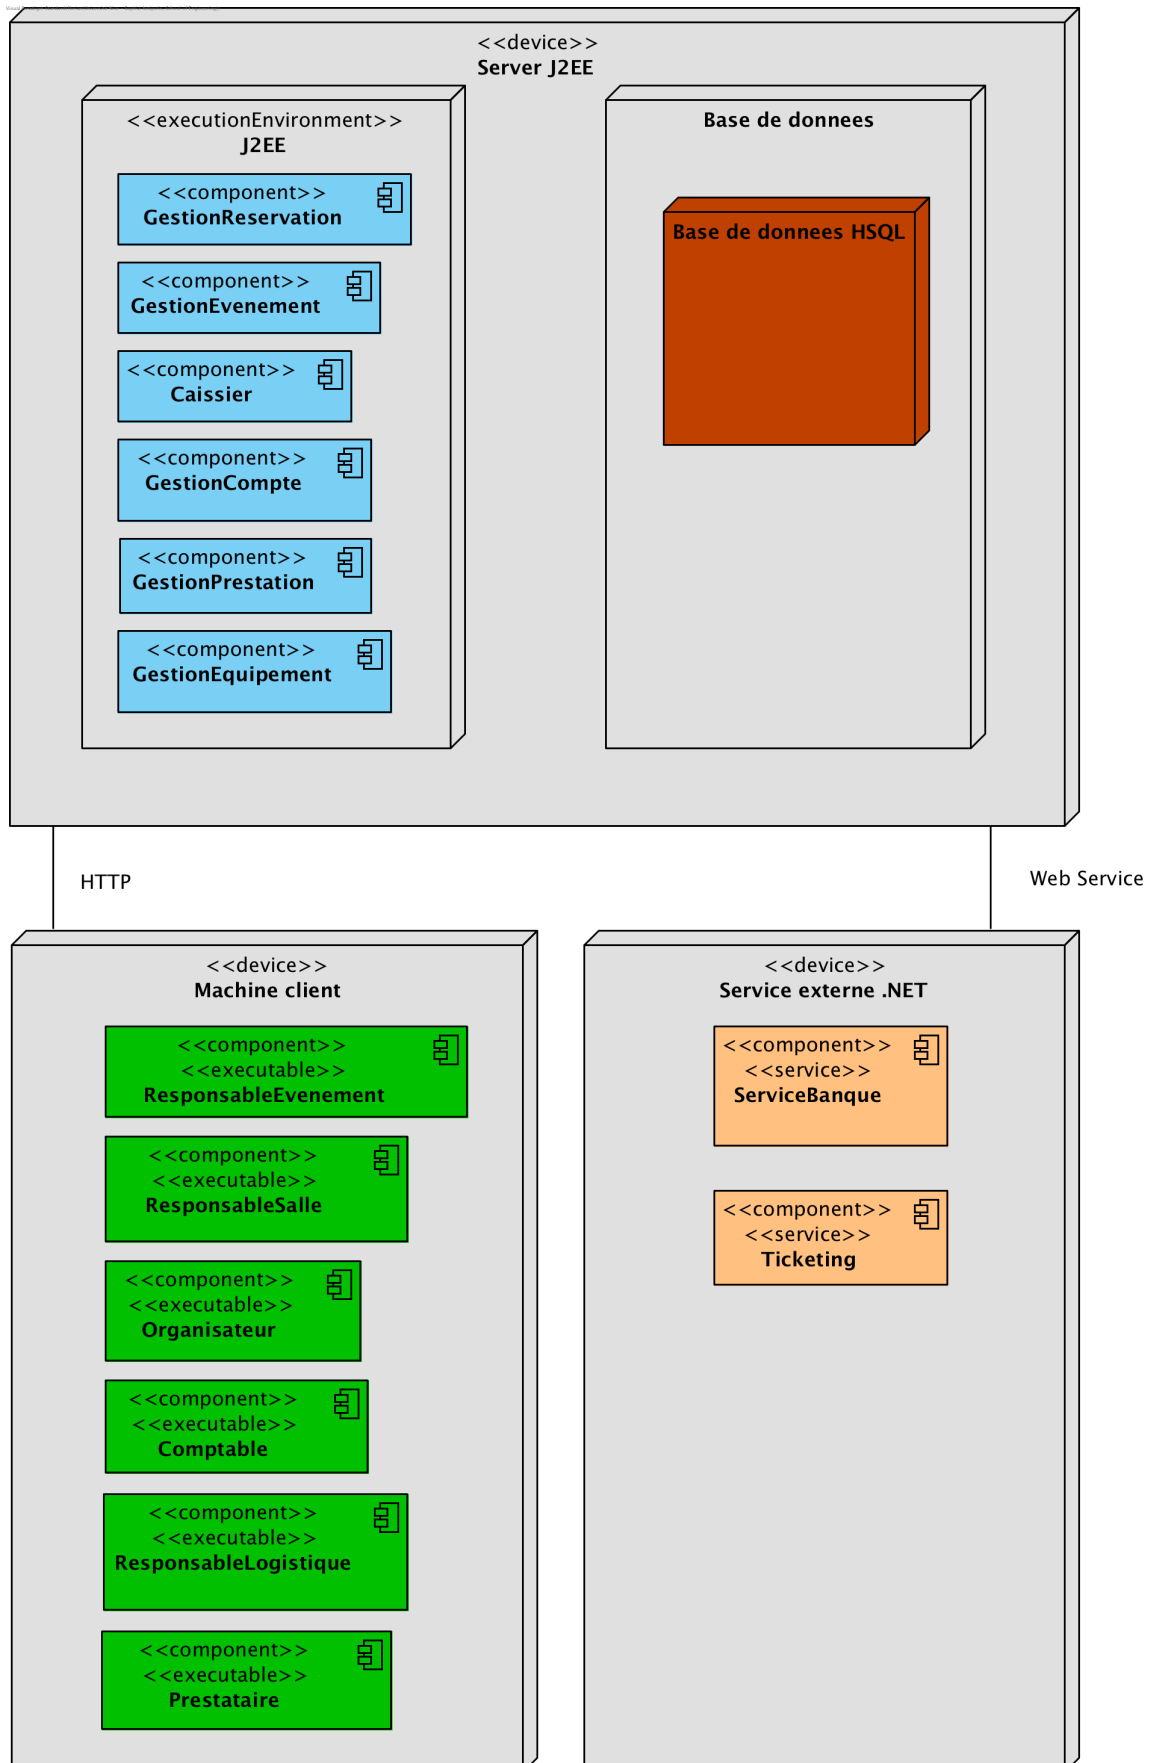 <<device>>
Server J2EE
<<executionEnvironment>>
J2EE
<<component>>
GestionReservation
<<component>>
GestionEvenement
<<component>>
Caissier
<<component>>
GestionCompte
<<component>>
GestionPrestation
<<component>>
GestionEquipement
Base de donnees
Base de donnees HSQL
HTTP
Web Service
<<device>>
Machine client
<<component>>
<<executable>>
ResponsableEvenement
<<component>>
<<executable>>
ResponsableSalle
<<component>>
<<executable>>
Organisateur
<<component>>
<<executable>>
Comptable
<<component>>
<<executable>>
ResponsableLogistique
<<component>>
<<executable>>
Prestataire
<<device>>
Service externe .NET
<<component>>
<<service>>
ServiceBanque
<<component>>
<<service>>
Ticketing